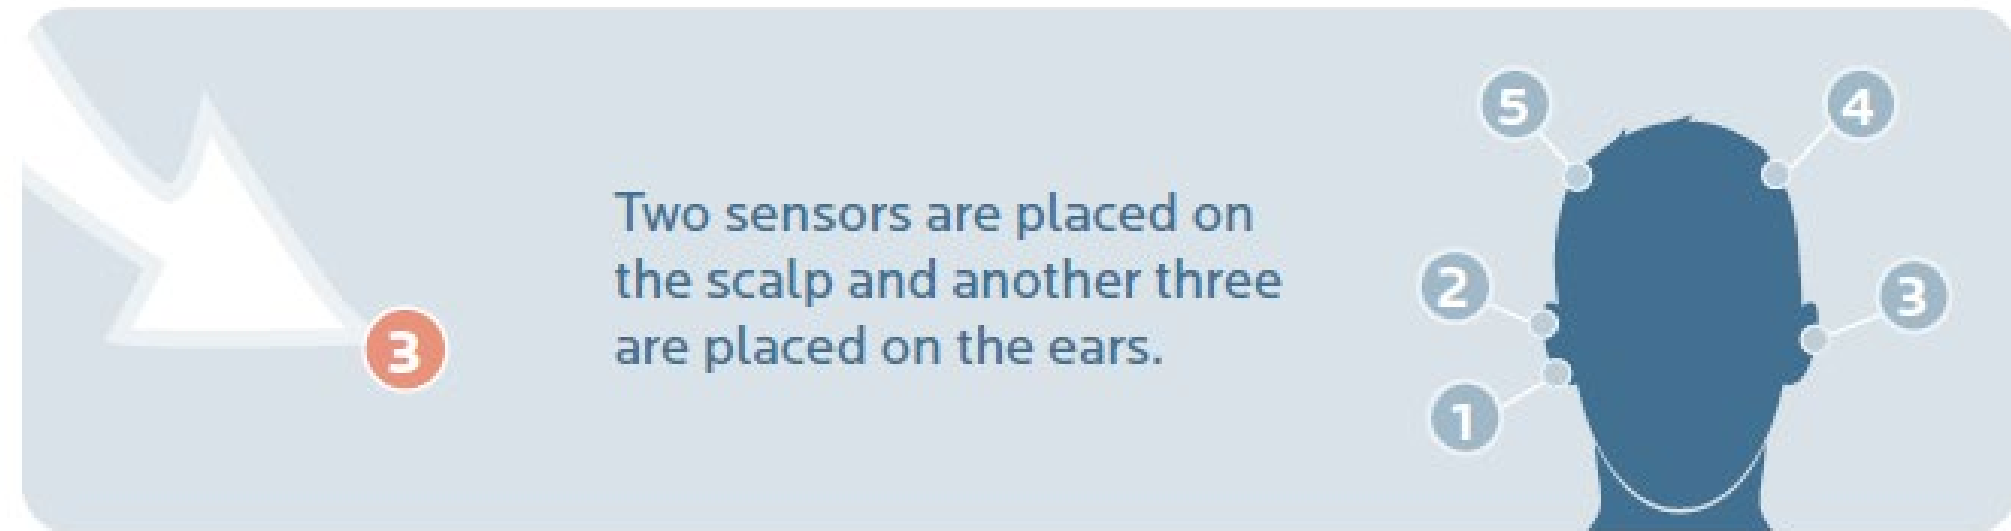 3
Two sensors are placed on
the scalp and another three
are placed on the ears.
5
4
2
3
1